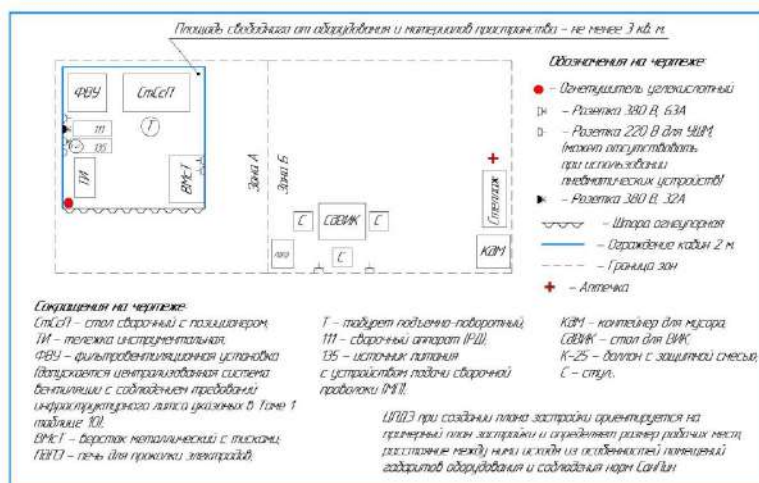 Площадь свободного от оборудования и материалов пространства – не менее 3 кв. м.
ФВУ
СтСсП
Т
111
135
ТИ
ВМсТ
Зона А
Зона Б
С
СдВИК
С
С
Стеллаж
КдМ
Обозначения на чертеже
– Огнетушитель углекислотный
– Розетка 380 В, 63А
– Розетка 220 В для УШМ
(может отсутствовать
при использовании
пневматических устройств)
– Розетка 380 В, 32А
– Штора огнеупорная
– Ограждение кабин 2 м.
– Граница зон
– Аптечка
Сокращения на чертеже
СтСсП – стол сварочный с позиционером,
ТИ – тележка инструментальная,
ФВУ – фильтровентиляционная установка
(допускается централизованная система
вентиляции с соблюдением требований
инфраструктурного листа указаных в Томе 1
таблице 10),
ВМсТ – верстак металлический с тисками,
ПдПЭ – печь для прокалки электродов,
Т – табурет подъемно-поворотный,
111 – сварочный аппарат (РД),
135 – источник питания
с устройством подачи сварочной
проволоки (МП),
КдМ – контейнер для мусора,
СдВИК – стол для ВИК,
К-25 – баллон с защитной смесью,
С – стул.
ЦПДЭ при создании плана застройки ориентируется на
примерный план застройки и определяет размер рабочих мест,
расстояние между ними исходя из особенностей помещений
габаритов оборудования и соблюдения норм СанПин